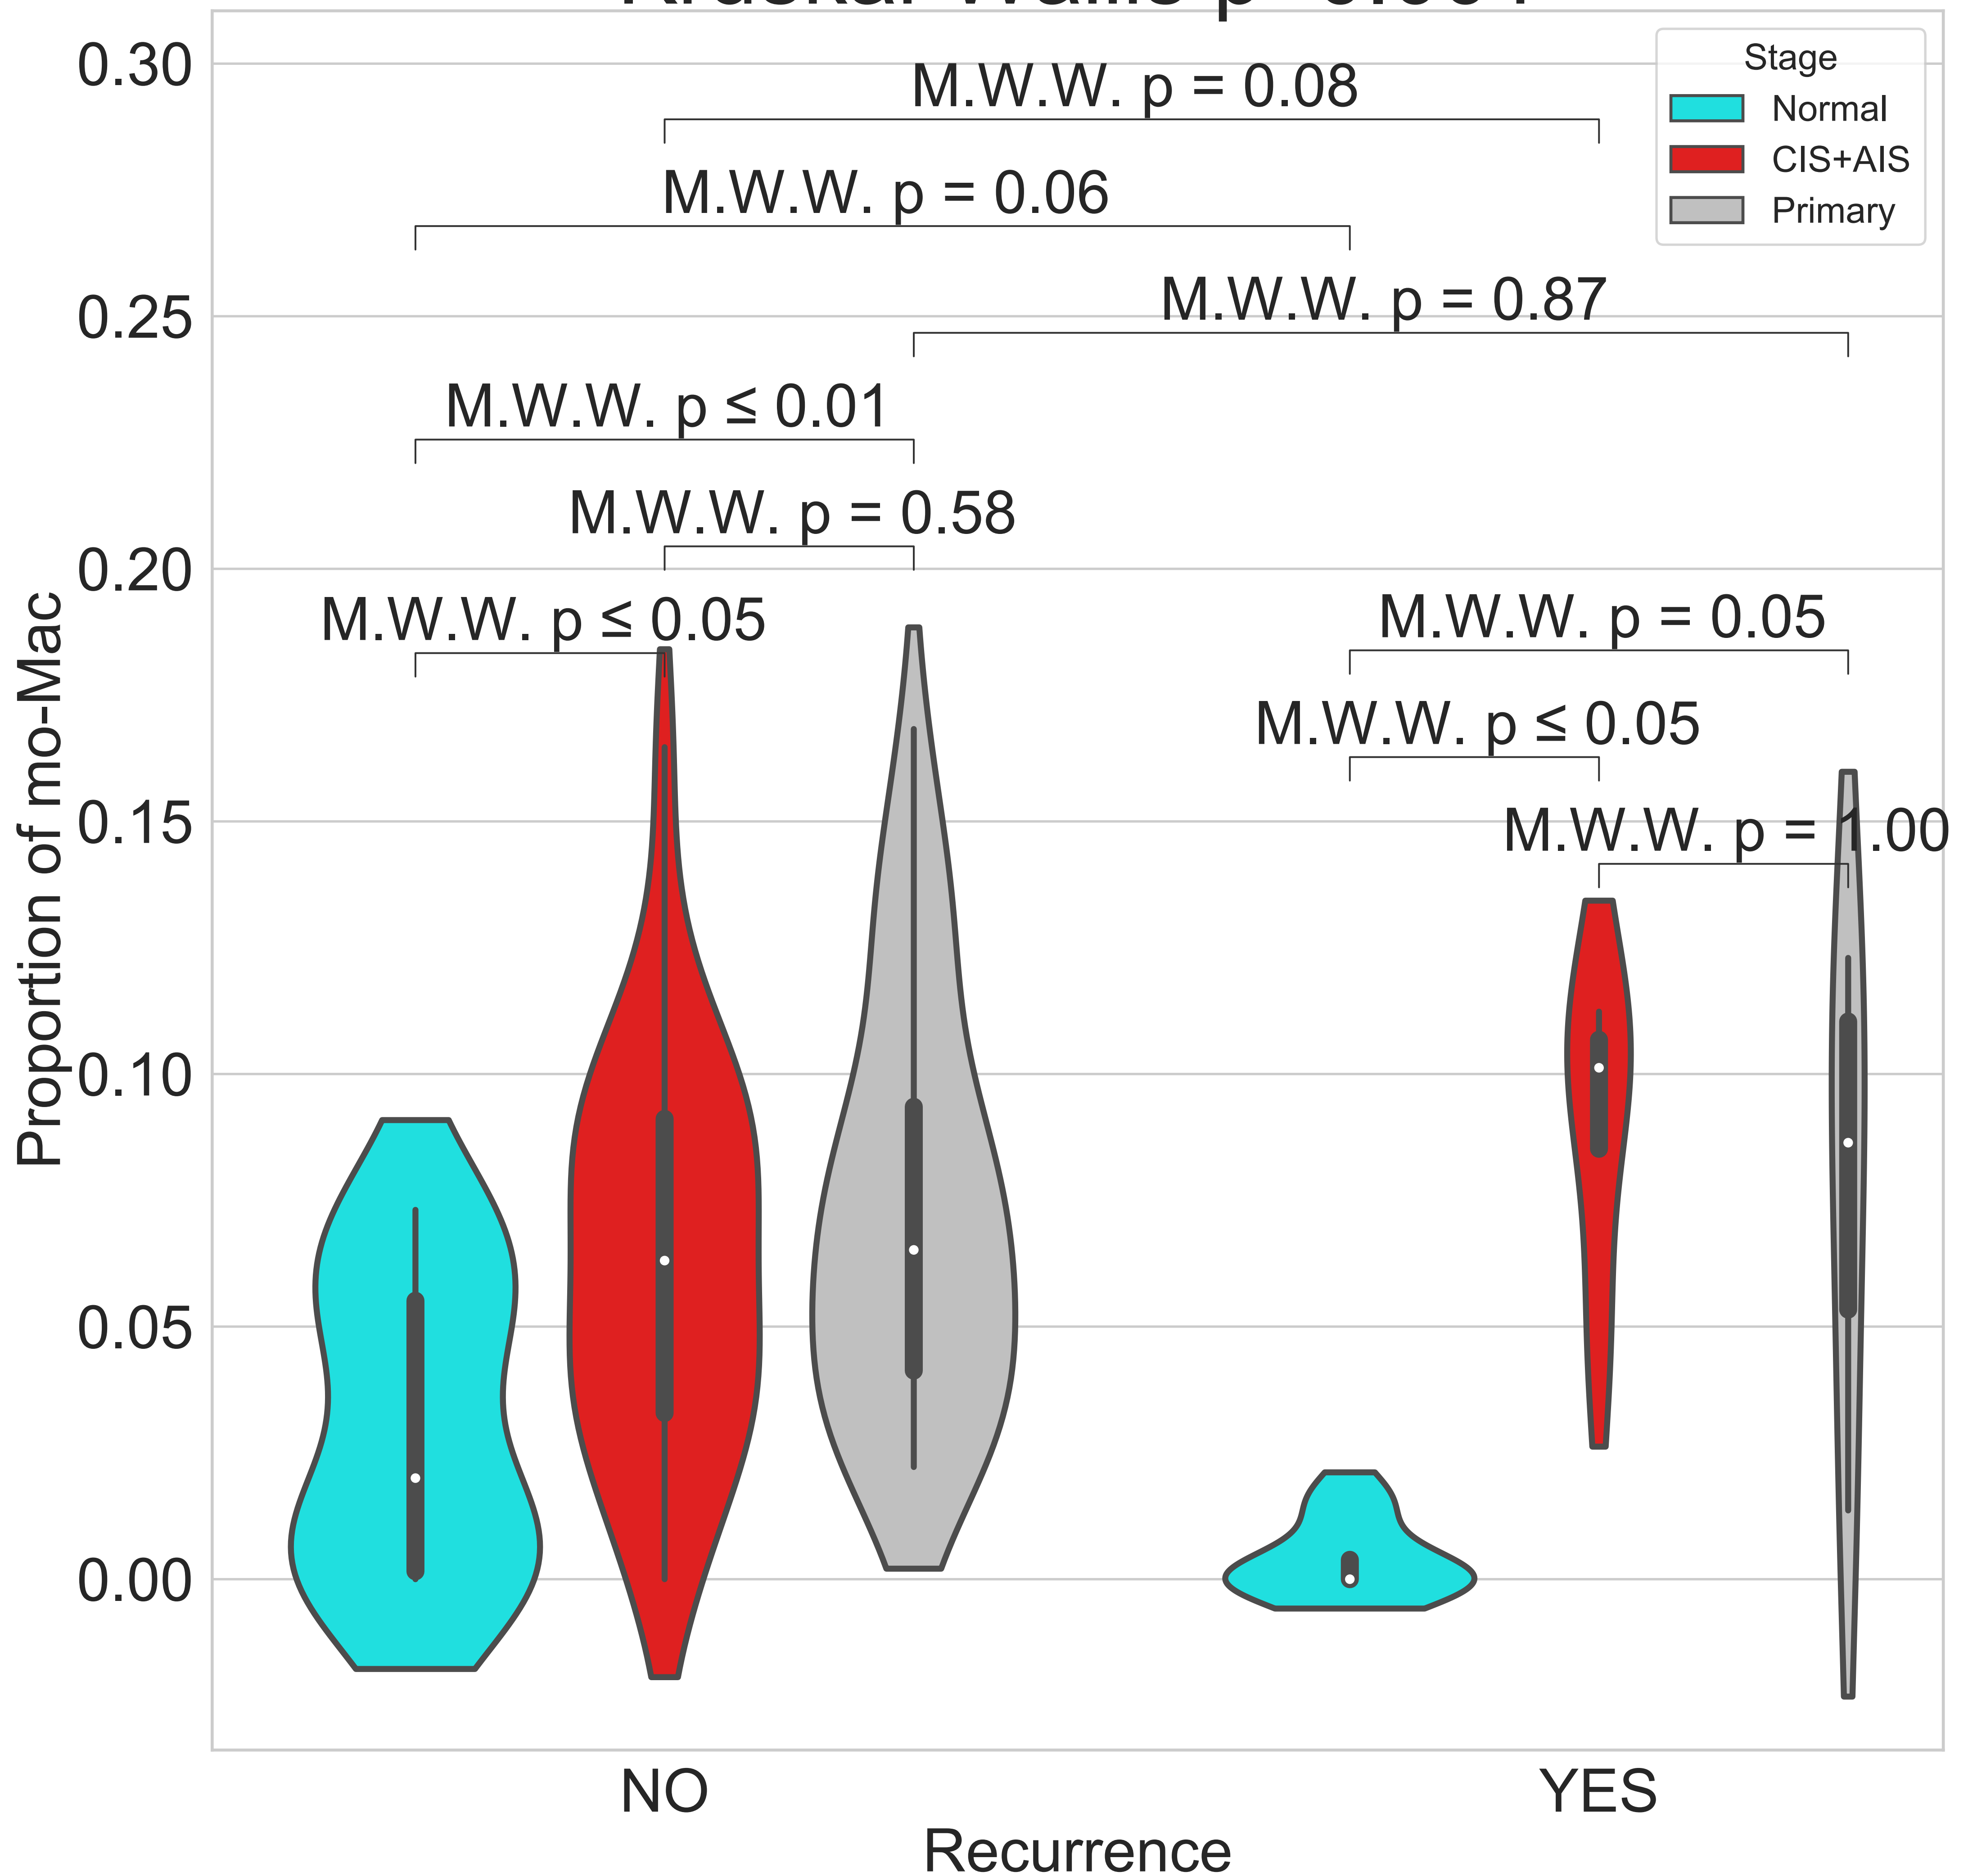 0.30
0.25
0.20
0.15
0.10
0.05
0.00
Proportion of mo-Mac
M.W.W. p = 0.08
M.W.W. p = 0.06
M.W.W. p = 0.87
M.W.W. p ≤ 0.01
M.W.W. p = 0.58
M.W.W. p ≤ 0.05
M.W.W. p = 0.05
M.W.W. p ≤ 0.05
M.W.W. p = 1.00
Stage
Normal
CIS+AIS
Primary
NO
YES
Recurrence